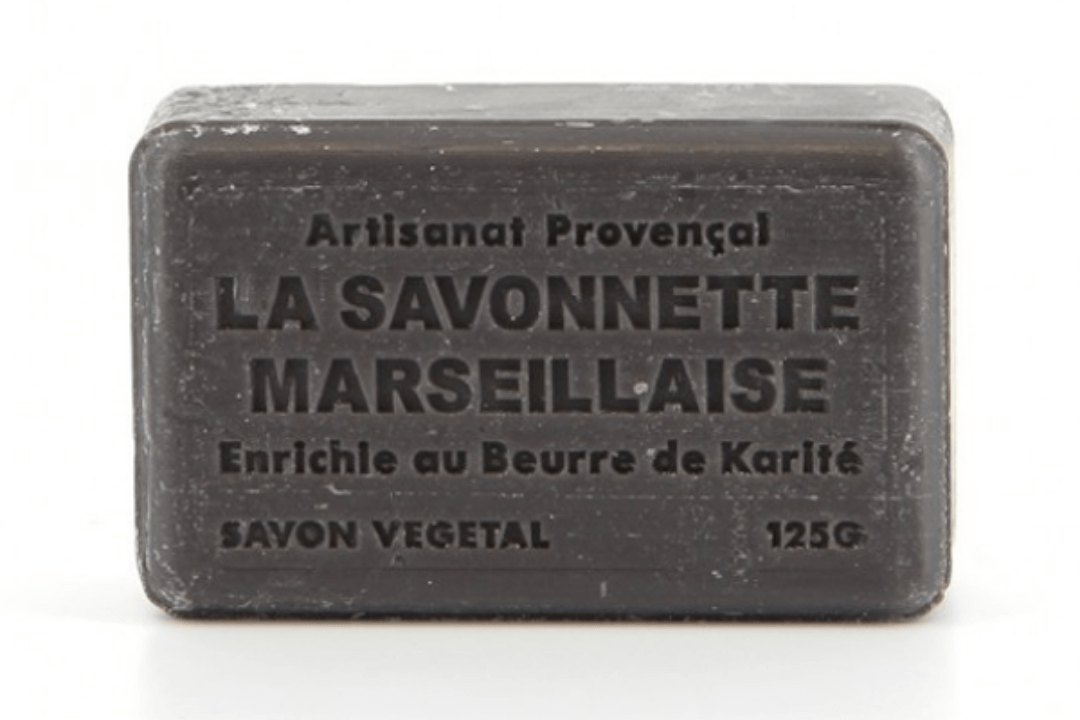 Artisanat Provençal
LA SAVONNETTE
MARSEILLAISE
Enrichie au Beurre de Karité
SAVON VEGETAL 125G